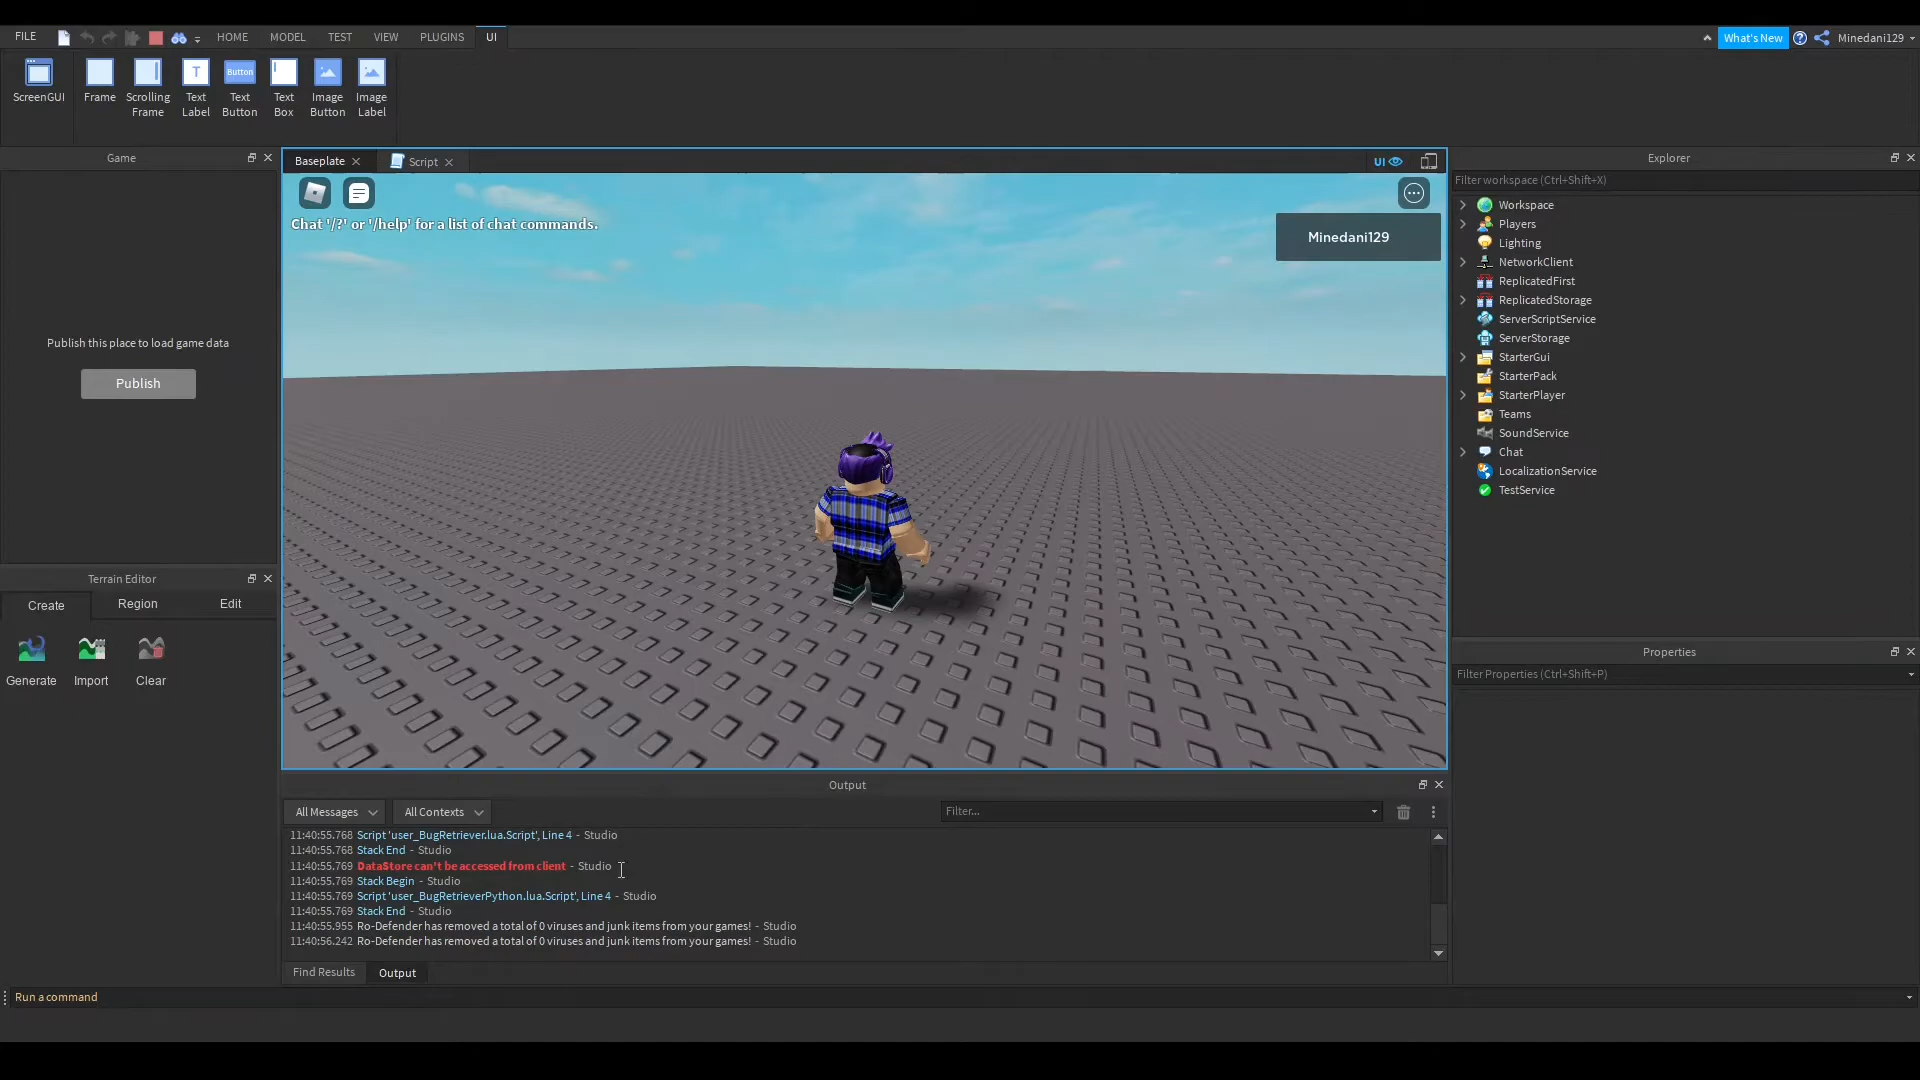 FILE HOME MODEL TEST VIEW PLUGINS UI What's New Minedani129
ScreenGUI
Frame
Scrolling Frame
T
Text Label
Button
Text Button
Text Box
Image Button
Image Label
Game
Publish this place to load game data
Publish
Terrain Editor
Create Region Edit
Generate Import Clear
Baseplate Script UI
Chat '/?' or '/help' for a list of chat commands.
Minedani129
Output
All Messages All Contexts Filter...
11:40:55.768 Script 'user_BugRetriever.lua.Script', Line 4 - Studio
11:40:55.768 Stack End - Studio
11:40:55.769 DataStore can't be accessed from client - Studio
11:40:55.769 Stack Begin - Studio
11:40:55.769 Script 'user_BugRetrieverPython.lua.Script', Line 4 - Studio
11:40:55.769 Stack End - Studio
11:40:55.955 Ro-Defender has removed a total of 0 viruses and junk items from your games! - Studio
11:40:56.242 Ro-Defender has removed a total of 0 viruses and junk items from your games! - Studio
Find Results Output
Run a command
Explorer
Filter workspace (Ctrl+Shift+X)
Workspace
Players
Lighting
NetworkClient
ReplicatedFirst
ReplicatedStorage
ServerScriptService
ServerStorage
StarterGui
StarterPack
StarterPlayer
Teams
SoundService
Chat
LocalizationService
TestService
Properties
Filter Properties (Ctrl+Shift+P)